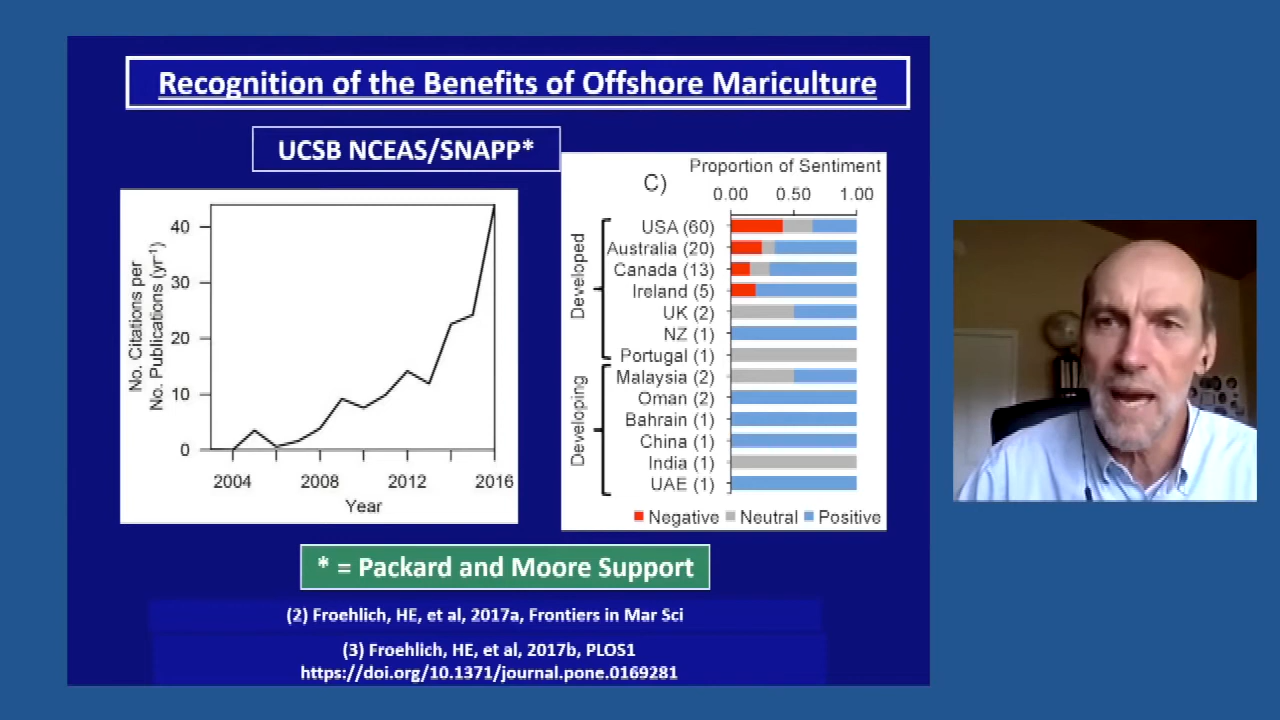 Recognition of the Benefits of Offshore Mariculture
UCSB NCEAS/SNAPP*
No. Citations per
No. Publications (yr⁻¹)
40
30
20
10
0
2004 2008 2012 2016
Year
Proportion of Sentiment
C)
0.00 0.50 1.00
Developed
USA (60)
Australia (20)
Canada (13)
Ireland (5)
UK (2)
NZ (1)
Portugal (1)
Developing
Malaysia (2)
Oman (2)
Bahrain (1)
China (1)
India (1)
UAE (1)
Negative Neutral Positive
* = Packard and Moore Support
(2) Froehlich, HE, et al, 2017a, Frontiers in Mar Sci
(3) Froehlich, HE, et al, 2017b, PLOS1
https://doi.org/10.1371/journal.pone.0169281